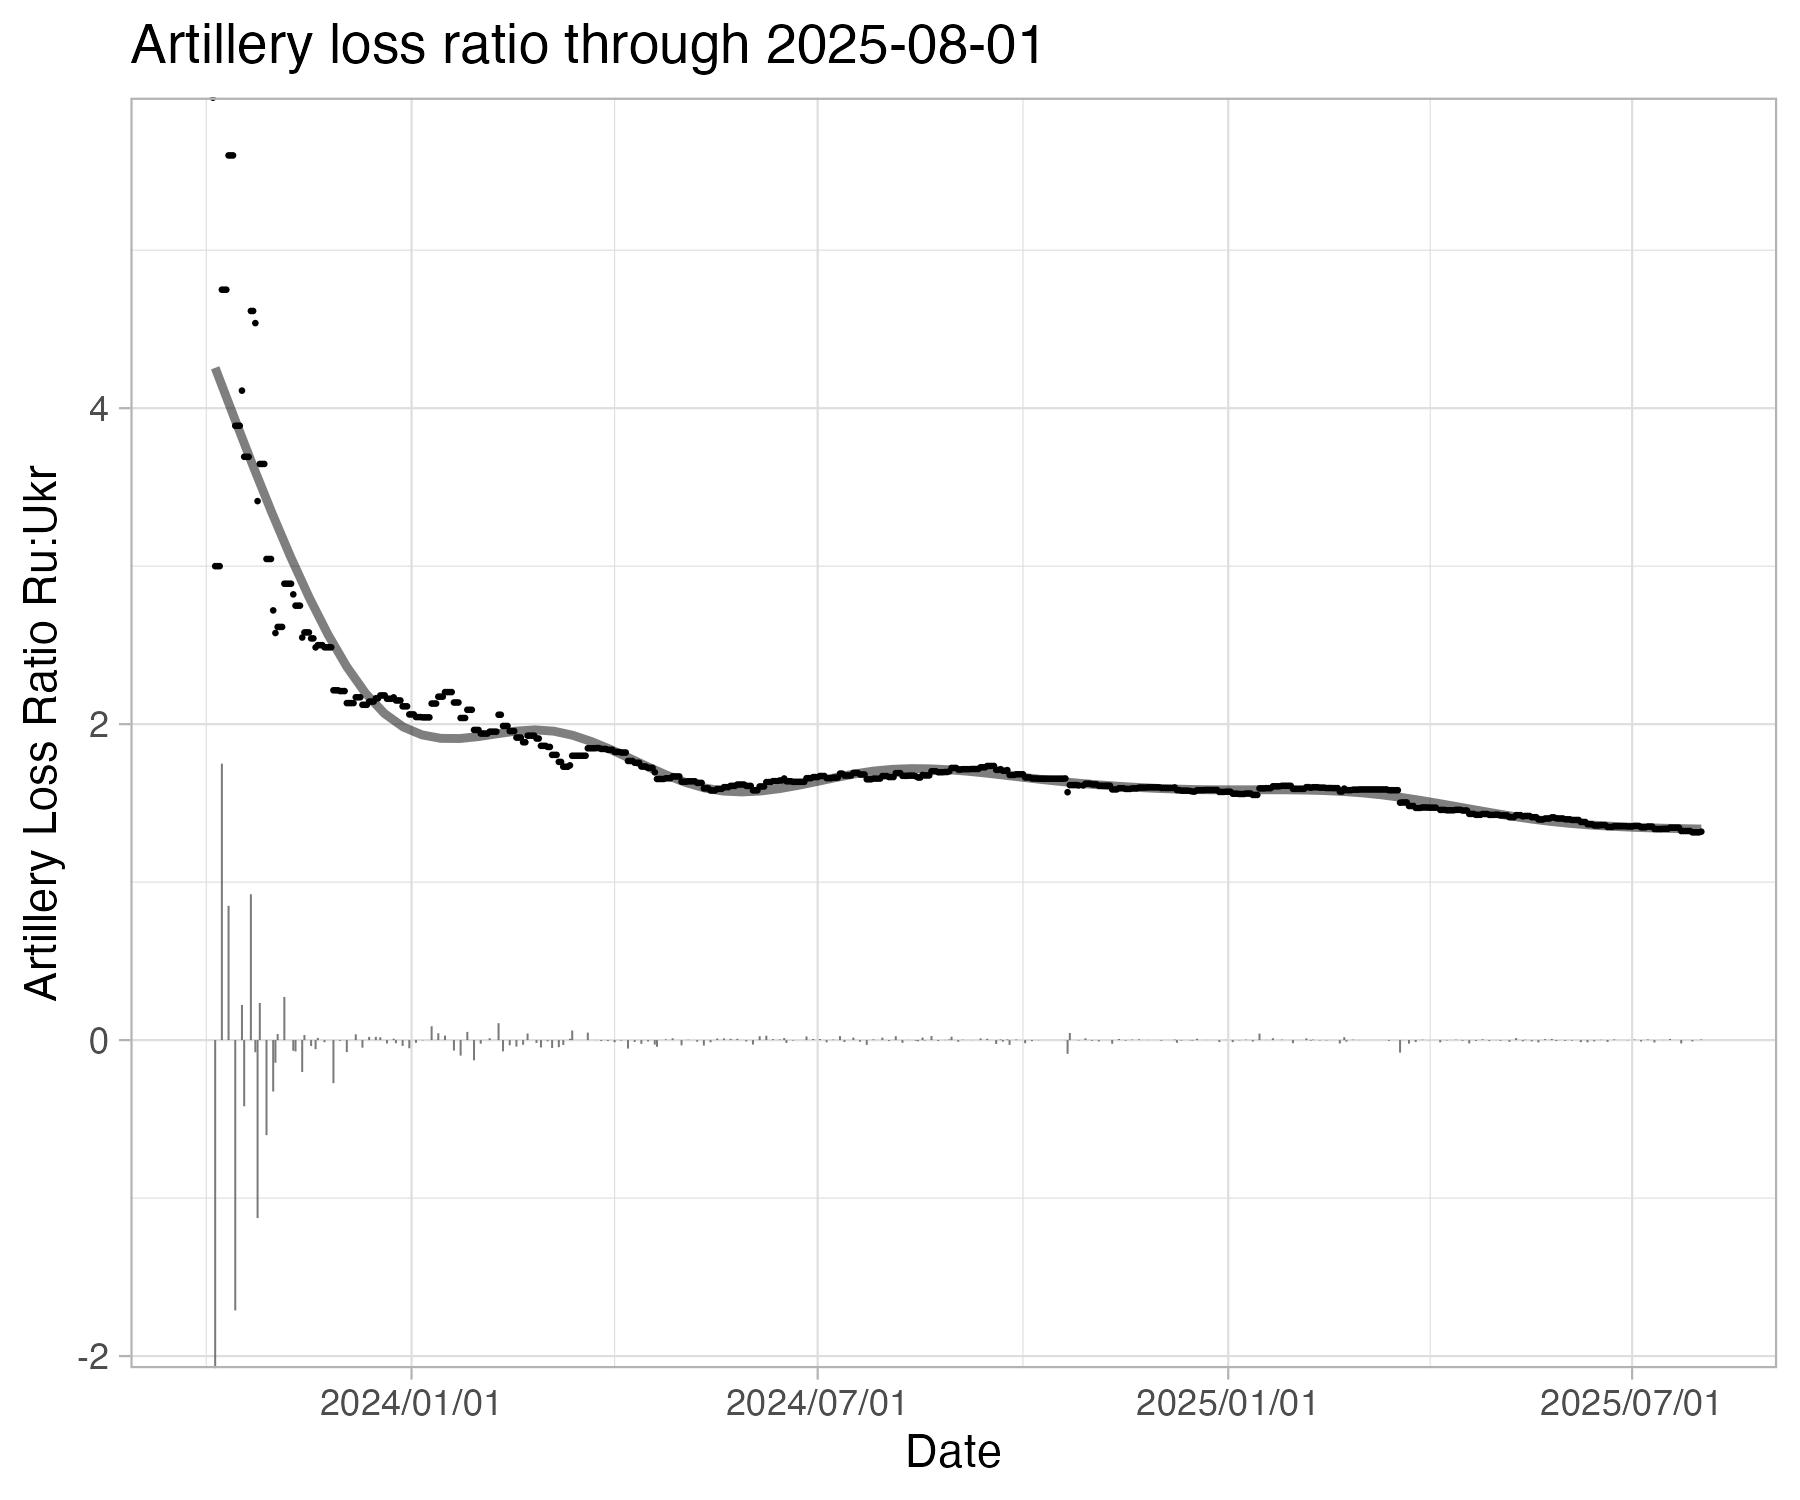 Artillery loss ratio through 2025-08-01
Artillery Loss Ratio Ru:Ukr
4
2
0
-2
2024/01/01
2024/07/01
2025/01/01
2025/07/01
Date